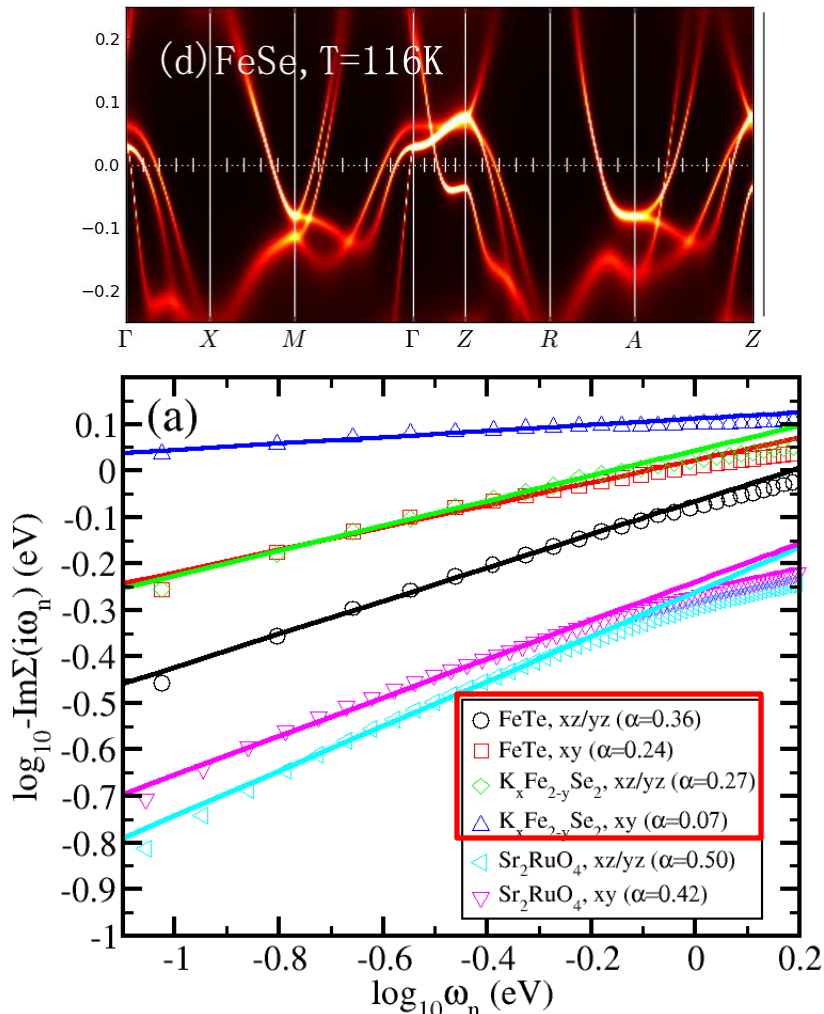 (d)FeSe, T=116K
0.2
0.1
0.0
−0.1
−0.2
Γ X M Γ Z R A Z
(a)
0.1
0
-0.1
-0.2
-0.3
-0.4
-0.5
-0.6
-0.7
-0.8
-0.9
-1
log₁₀-ImΣ(iωₙ) (eV)
FeTe, xz/yz (α=0.36)
FeTe, xy (α=0.24)
KₓFe₂₋ᵧSe₂, xz/yz (α=0.27)
KₓFe₂₋ᵧSe₂, xy (α=0.07)
Sr₂RuO₄, xz/yz (α=0.50)
Sr₂RuO₄, xy (α=0.42)
-1 -0.8 -0.6 -0.4 -0.2 0 0.2
log₁₀ωₙ (eV)